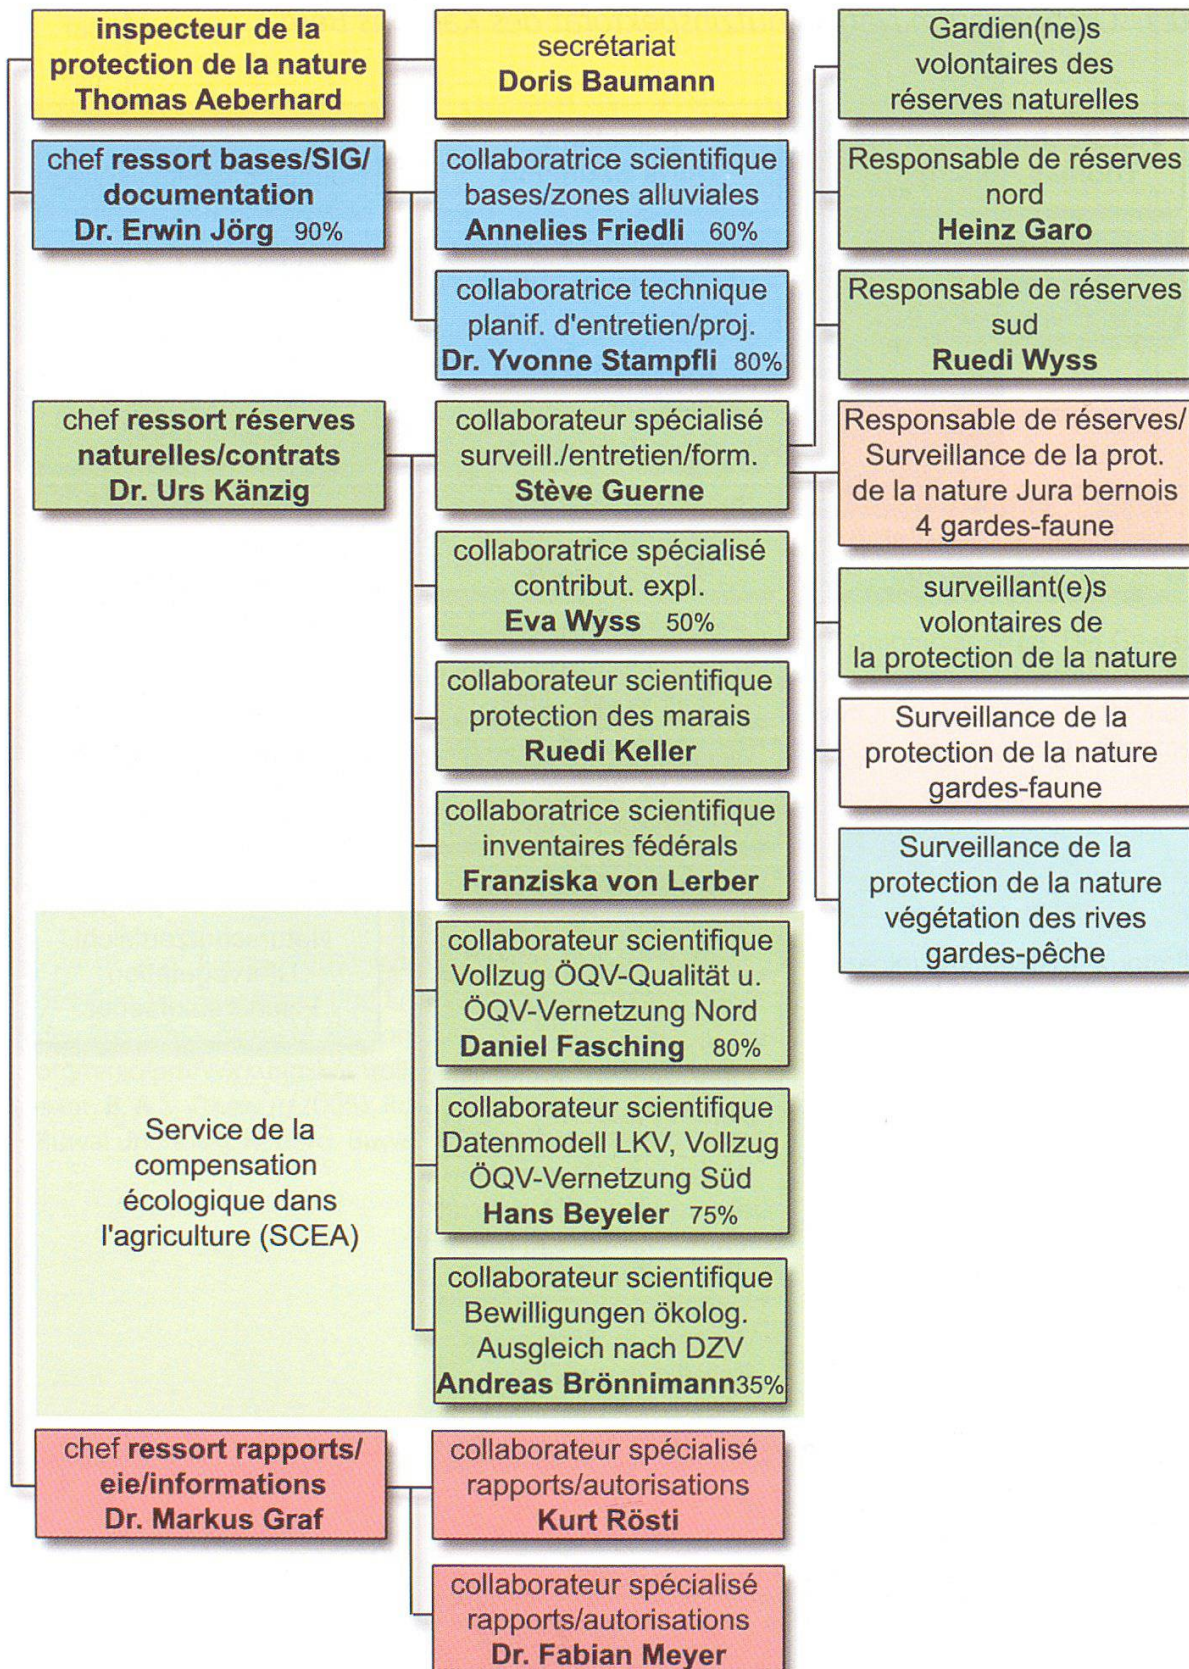 inspecteur de la
protection de la nature
Thomas Aeberhard
secrétariat
Doris Baumann
chef ressort bases/SIG/
documentation
Dr. Erwin Jörg 90%
collaboratrice scientifique
bases/zones alluviales
Annelies Friedli 60%
collaboratrice technique
planif. d'entretien/proj.
Dr. Yvonne Stampfli 80%
chef ressort réserves
naturelles/contrats
Dr. Urs Känzig
collaborateur spécialisé
surveill./entretien/form.
Stève Guerne
Gardien(ne)s
volontaires des
réserves naturelles
Responsable de réserves
nord
Heinz Garo
Responsable de réserves
sud
Ruedi Wyss
Responsable de réserves/
Surveillance de la prot.
de la nature Jura bernois
4 gardes-faune
surveillant(e)s
volontaires de
la protection de la nature
Surveillance de la
protection de la nature
gardes-faune
Surveillance de la
protection de la nature
végétation des rives
gardes-pêche
collaboratrice spécialisé
contribut. expl.
Eva Wyss 50%
collaborateur scientifique
protection des marais
Ruedi Keller
collaboratrice scientifique
inventaires fédérals
Franziska von Lerber
Service de la
compensation
écologique dans
l'agriculture (SCEA)
collaborateur scientifique
Vollzug ÖQV-Qualität u.
ÖQV-Vernetzung Nord
Daniel Fasching 80%
collaborateur scientifique
Datenmodell LKV, Vollzug
ÖQV-Vernetzung Süd
Hans Beyeler 75%
collaborateur scientifique
Bewilligungen ökolog.
Ausgleich nach DZV
Andreas Brönnimann 35%
chef ressort rapports/
eie/informations
Dr. Markus Graf
collaborateur spécialisé
rapports/autorisations
Kurt Rösti
collaborateur spécialisé
rapports/autorisations
Dr. Fabian Meyer